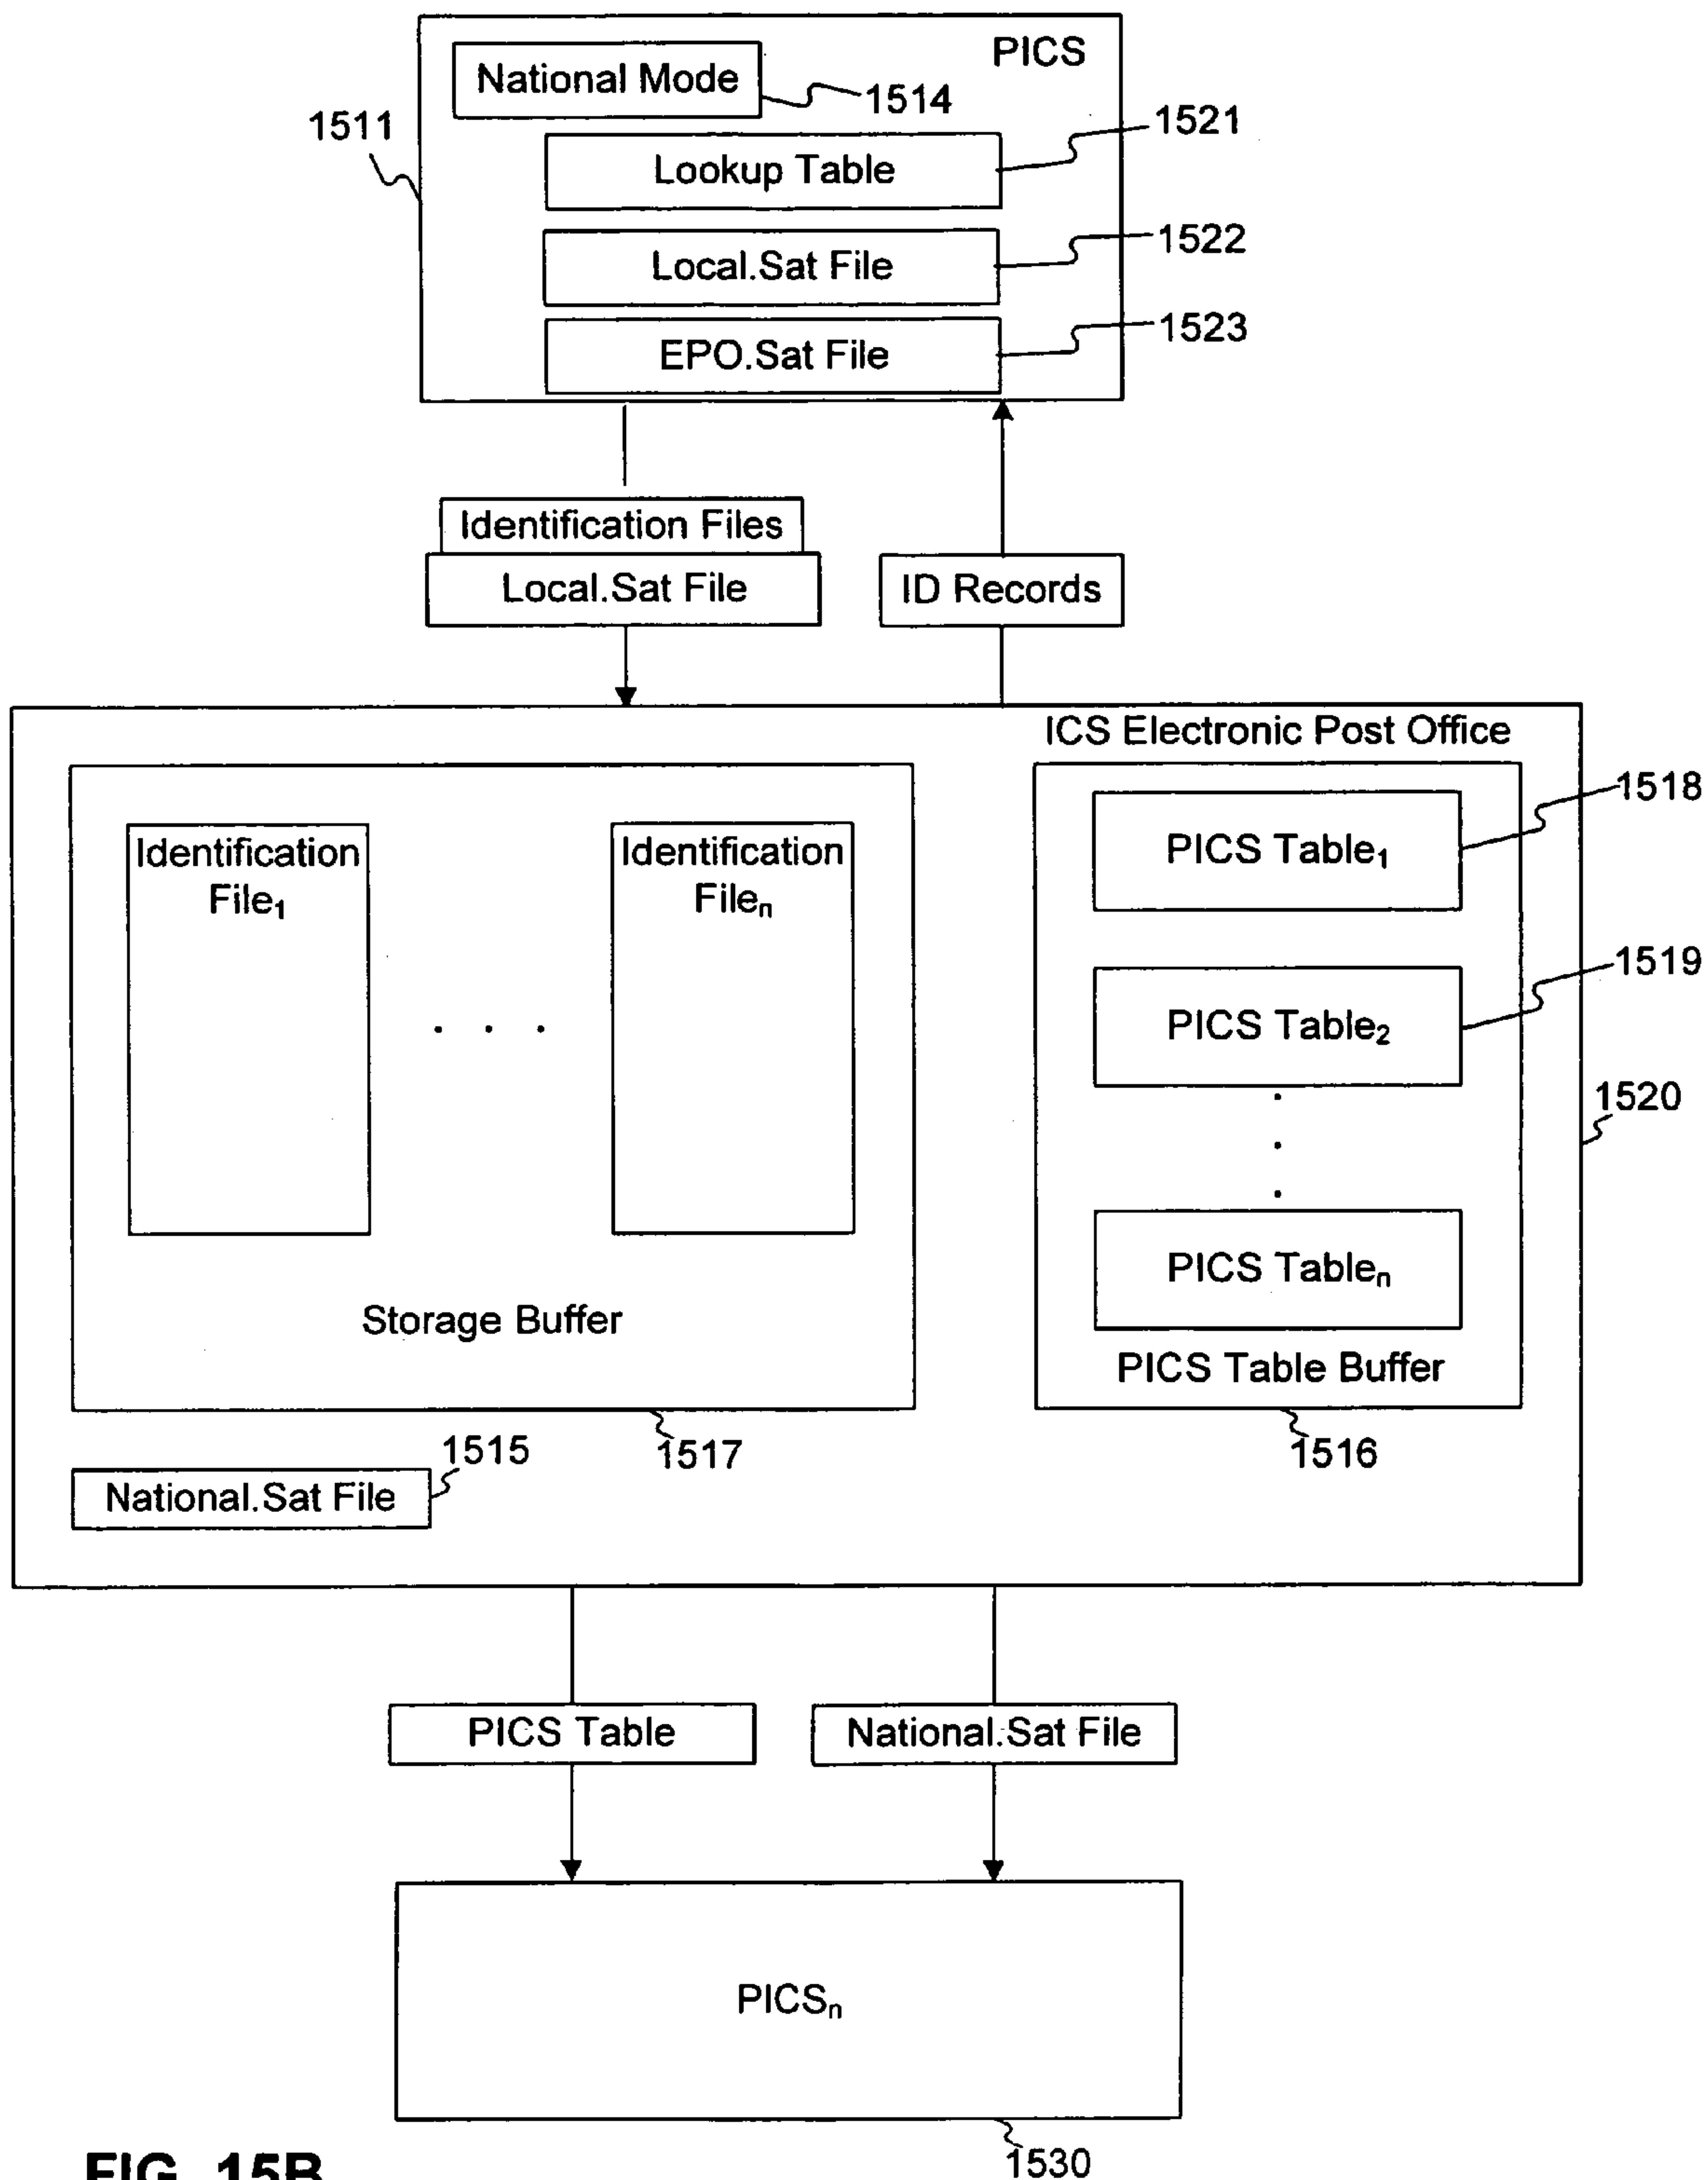 PICS
National Mode
1514
1511
1521
Lookup Table
1522
Local.Sat File
1523
EPO.Sat File
Identification Files
Local.Sat File
ID Records
ICS Electronic Post Office
1518
Identification
File₁
Identification
Fileₙ
PICS Table₁
1519
. . .
PICS Table₂
1520
.
.
.
PICS Tableₙ
Storage Buffer
PICS Table Buffer
1515
1517
1516
National.Sat File
PICS Table
National.Sat File
PICSₙ
1530
FIG. 15B